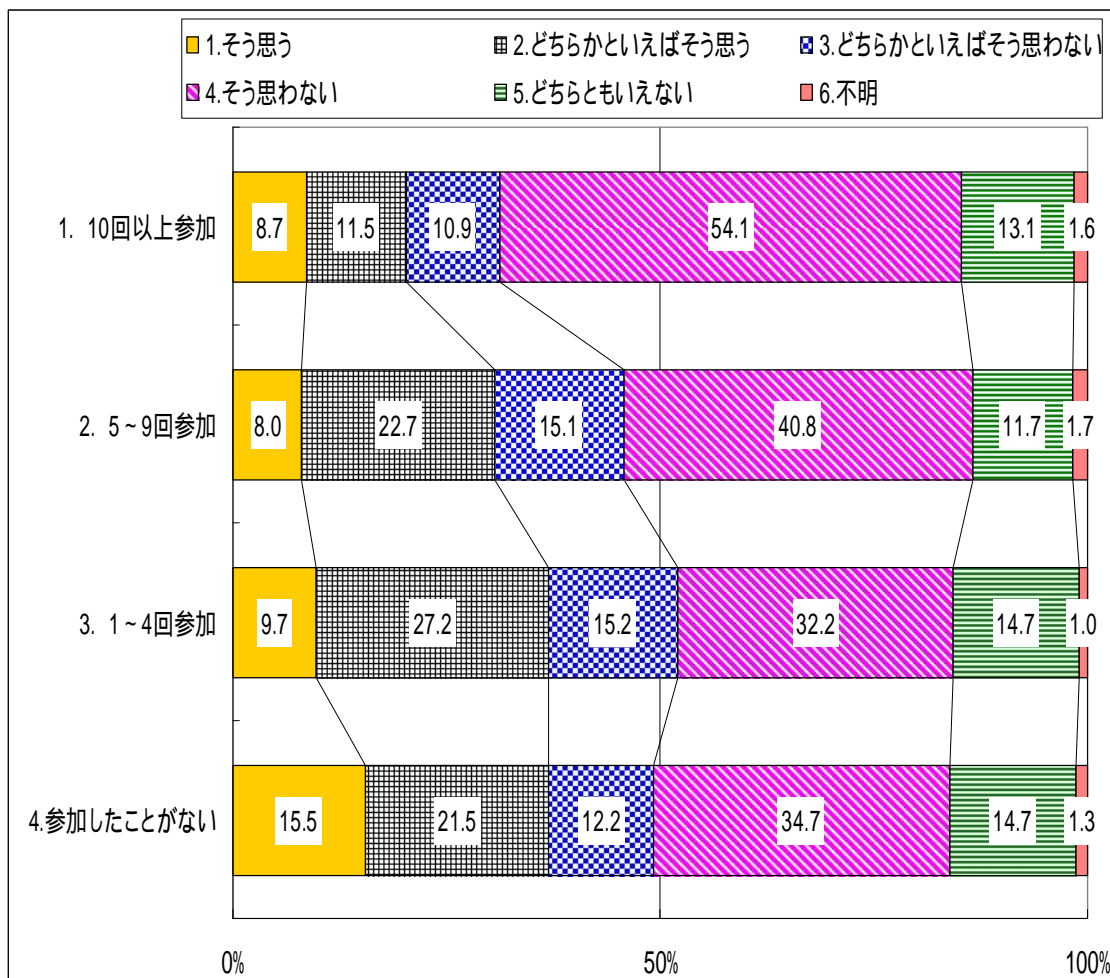 1.そう思う 2.どちらかといえばそう思う 3.どちらかといえばそう思わない
4.そう思わない 5.どちらともいえない 6.不明
1. 10回以上参加 8.7 11.5 10.9 54.1 13.1 1.6
2. 5~9回参加 8.0 22.7 15.1 40.8 11.7 1.7
3. 1~4回参加 9.7 27.2 15.2 32.2 14.7 1.0
4.参加したことがない 15.5 21.5 12.2 34.7 14.7 1.3
0% 50% 100%